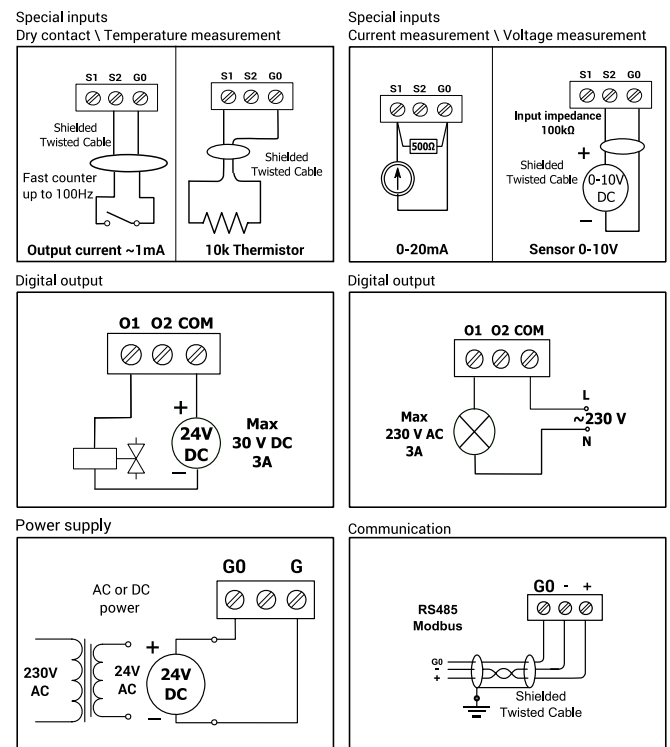 Special inputs
Dry contact \ Temperature measurement
S1 S2 G0
Shielded
Twisted Cable
Fast counter
up to 100Hz
Output current ~1mA
S1 S2 G0
Shielded
Twisted Cable
10k Thermistor
Special inputs
Current measurement \ Voltage measurement
S1 S2 G0
500Ω
0-20mA
S1 S2 G0
Input impedance
100kΩ
+
Shielded
Twisted Cable
0-10V
DC
−
Sensor 0-10V
Digital output
O1 O2 COM
+
24V
DC
−
Max
30 V DC
3A
Digital output
O1 O2 COM
Max
230 V AC
3A
L
~230 V
N
Power supply
G0 G
AC or DC
power
230V
AC
24V
AC
+
24V
DC
−
Communication
G0 - +
RS485
Modbus
G0
-
+
Shielded
Twisted Cable